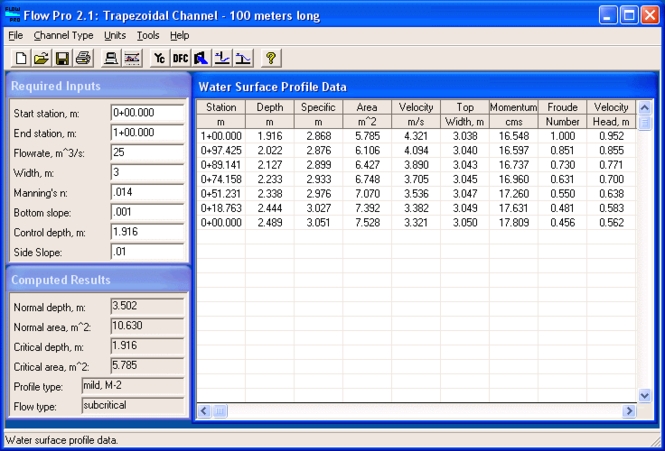 FLOW PRO Flow Pro 2.1: Trapezoidal Channel - 100 meters long
File Channel Type Units Tools Help
Yc DFC ?
Required Inputs
Start station, m: 0+00.000
End station, m: 1+00.000
Flowrate, m^3/s: 25
Width, m: 3
Manning's n: .014
Bottom slope: .001
Control depth, m: 1.916
Side Slope: .01
Computed Results
Normal depth, m: 3.502
Normal area, m^2: 10.630
Critical depth, m: 1.916
Critical area, m^2: 5.785
Profile type: mild, M-2
Flow type: subcritical
Water Surface Profile Data
Station Depth Specific Area Velocity Top Momentum Froude Velocity
m m m m^2 m/s Width, m cms Number Head, m
1+00.000 1.916 2.868 5.785 4.321 3.038 16.548 1.000 0.952
0+97.425 2.022 2.876 6.106 4.094 3.040 16.597 0.851 0.855
0+89.141 2.127 2.899 6.427 3.890 3.043 16.737 0.730 0.771
0+74.158 2.233 2.933 6.748 3.705 3.045 16.960 0.631 0.700
0+51.231 2.338 2.976 7.070 3.536 3.047 17.260 0.550 0.638
0+18.763 2.444 3.027 7.392 3.382 3.049 17.631 0.481 0.583
0+00.000 2.489 3.051 7.528 3.321 3.050 17.809 0.456 0.562
Water surface profile data.